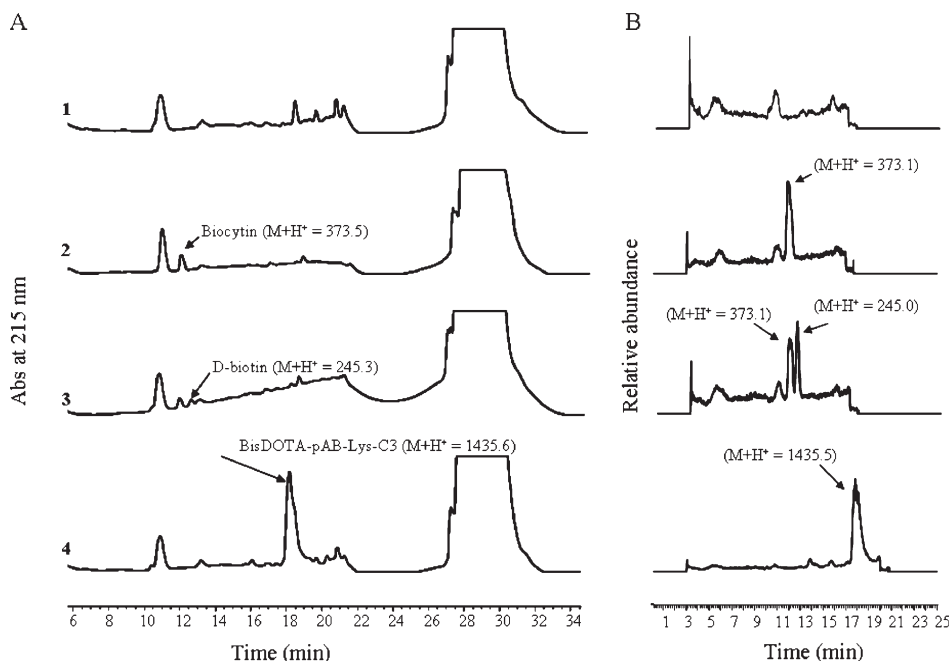 A
B
1
2
Biocytin (M+H⁺ = 373.5)
(M+H⁺ = 373.1)
3
D-biotin (M+H⁺ = 245.3)
(M+H⁺ = 373.1)
(M+H⁺ = 245.0)
4
BisDOTA-pAB-Lys-C3 (M+H⁺ = 1435.6)
(M+H⁺ = 1435.5)
Abs at 215 nm
Relative abundance
6 8 10 12 14 16 18 20 22 24 26 28 30 32 34
1 3 5 7 9 11 13 15 17 19 21 23 25
Time (min)
Time (min)